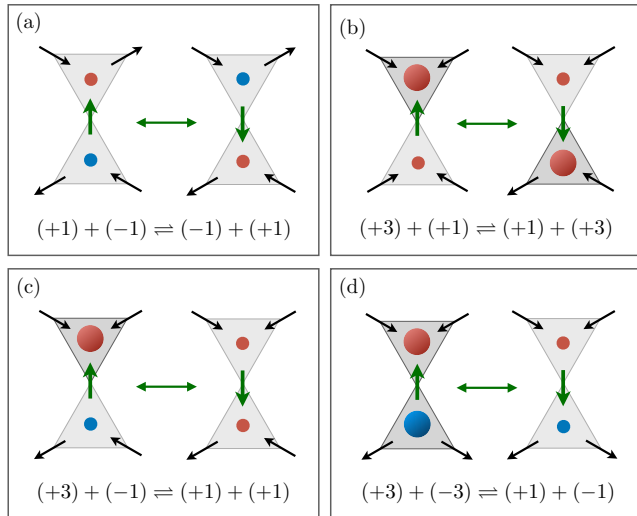 (a)
(+1) + (−1) ⇌ (−1) + (+1)
(b)
(+3) + (+1) ⇌ (+1) + (+3)
(c)
(+3) + (−1) ⇌ (+1) + (+1)
(d)
(+3) + (−3) ⇌ (+1) + (−1)